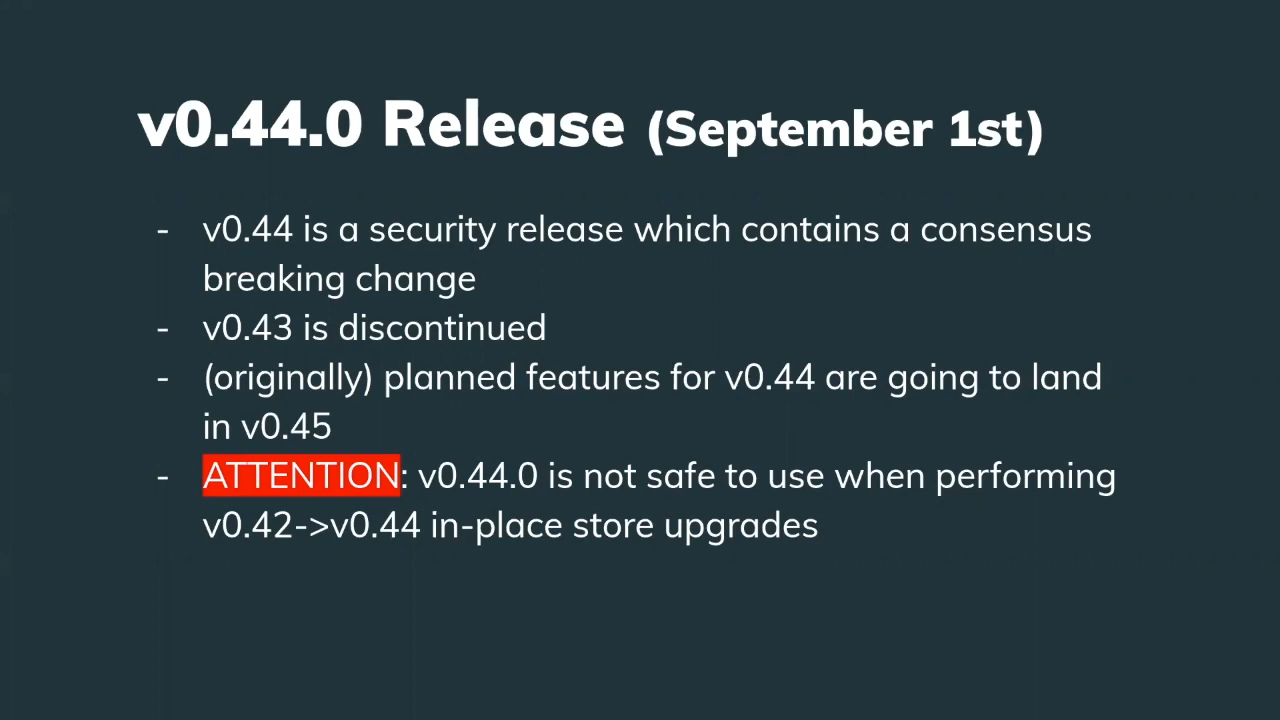 v0.44.0 Release (September 1st)
- v0.44 is a security release which contains a consensus
breaking change
- v0.43 is discontinued
- (originally) planned features for v0.44 are going to land
in v0.45
- ATTENTION: v0.44.0 is not safe to use when performing
v0.42->v0.44 in-place store upgrades